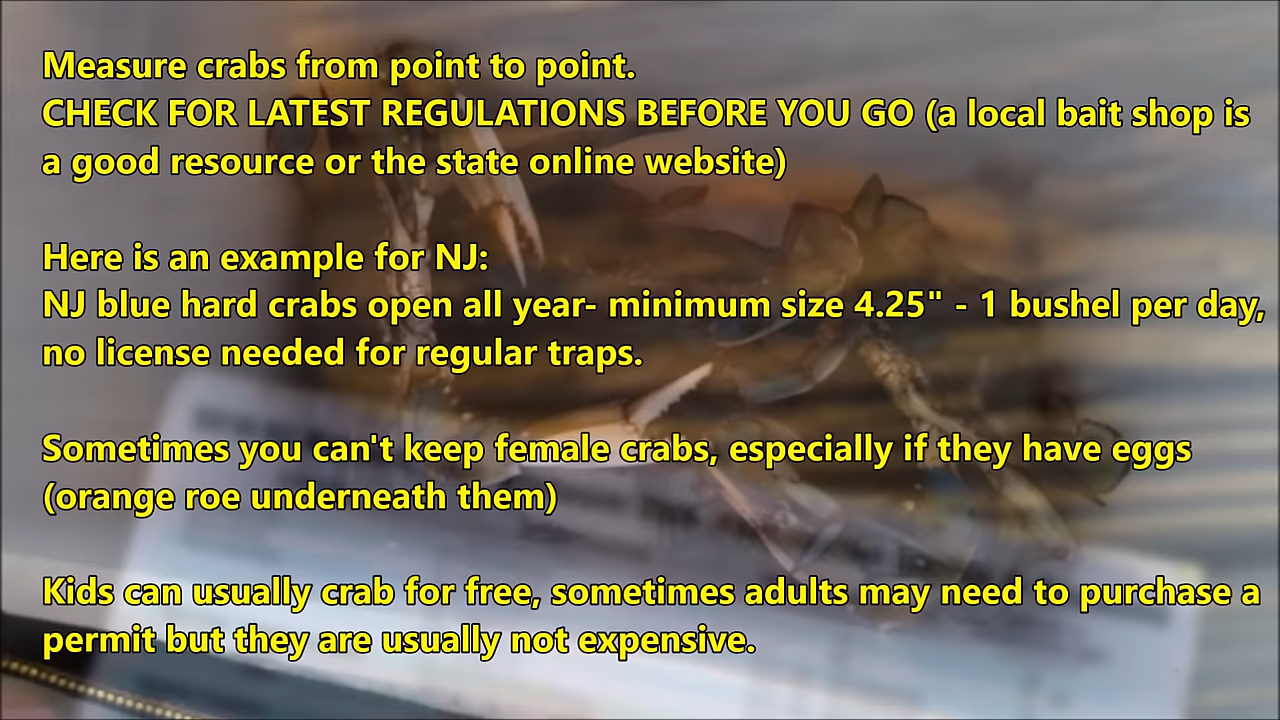 Measure crabs from point to point.
CHECK FOR LATEST REGULATIONS BEFORE YOU GO (a local bait shop is
a good resource or the state online website)
Here is an example for NJ:
NJ blue hard crabs open all year- minimum size 4.25" - 1 bushel per day,
no license needed for regular traps.
Sometimes you can't keep female crabs, especially if they have eggs
(orange roe underneath them)
Kids can usually crab for free, sometimes adults may need to purchase a
permit but they are usually not expensive.